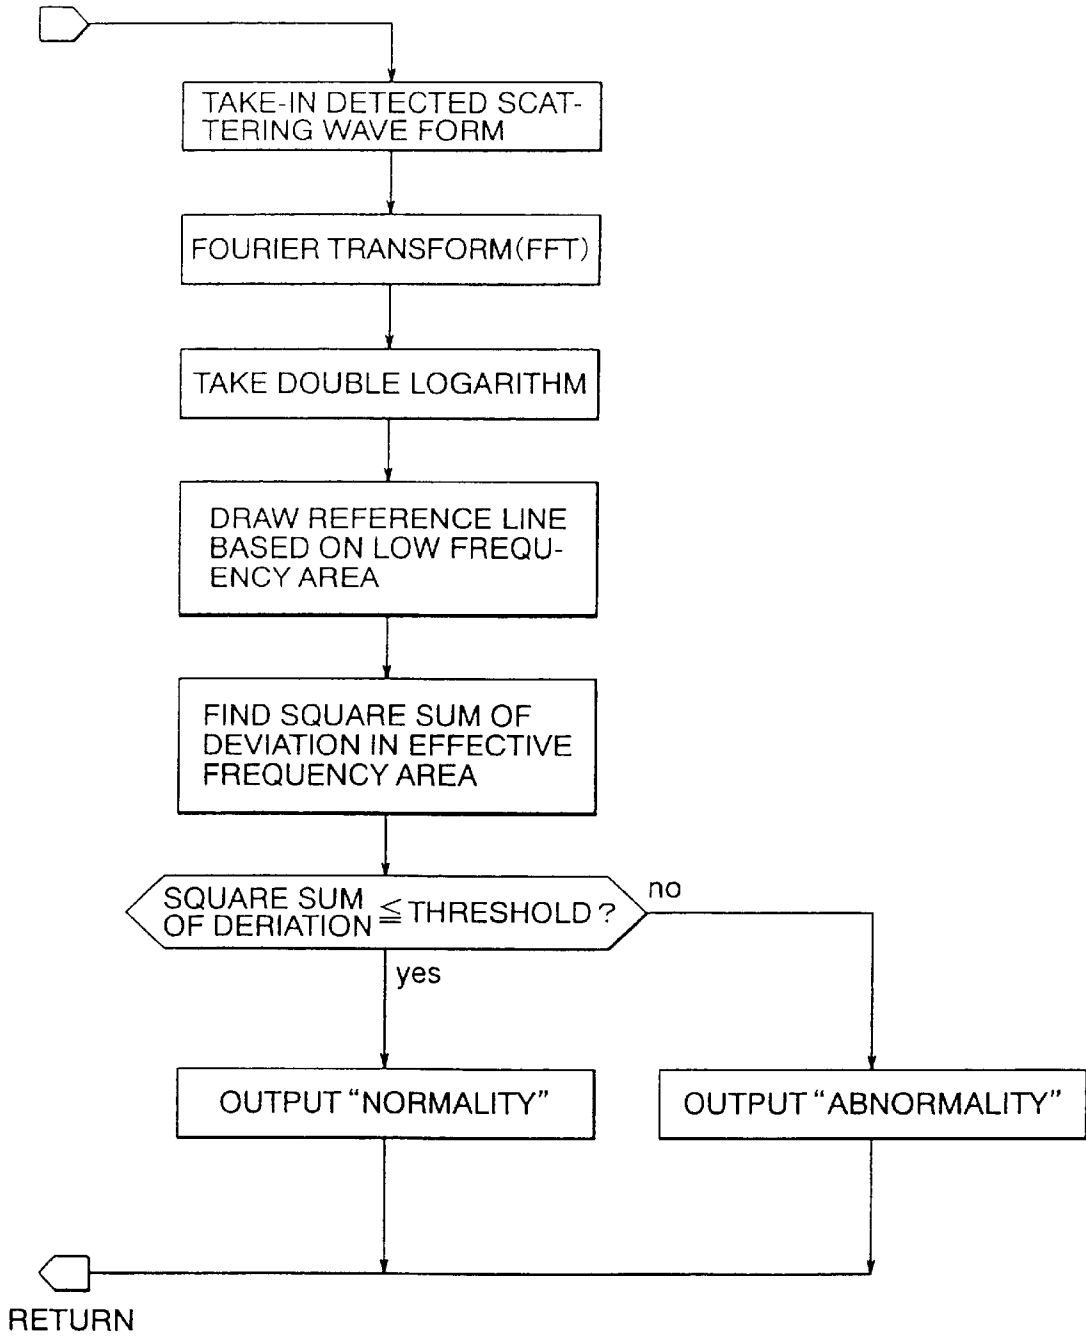 TAKE-IN DETECTED SCAT-
TERING WAVE FORM
FOURIER TRANSFORM(FFT)
TAKE DOUBLE LOGARITHM
DRAW REFERENCE LINE
BASED ON LOW FREQU-
ENCY AREA
FIND SQUARE SUM OF
DEVIATION IN EFFECTIVE
FREQUENCY AREA
SQUARE SUM
OF DERIATION ≦ THRESHOLD?
no
yes
OUTPUT “NORMALITY”
OUTPUT “ABNORMALITY”
RETURN